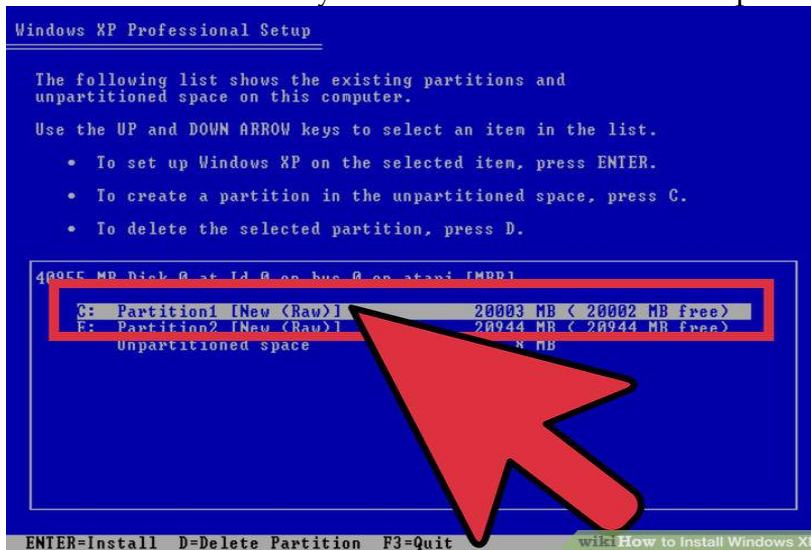 Windows XP Professional Setup
The following list shows the existing partitions and
unpartitioned space on this computer.
Use the UP and DOWN ARROW keys to select an item in the list.
• To set up Windows XP on the selected item, press ENTER.
• To create a partition in the unpartitioned space, press C.
• To delete the selected partition, press D.
40955 MB Disk 0 at Id 0 on bus 0 on atapi [MBR]
C: Partition1 [New (Raw)] 20003 MB ( 20002 MB free)
E: Partition2 [New (Raw)] 20944 MB ( 20944 MB free)
Unpartitioned space 8 MB
ENTER=Install D=Delete Partition F3=Quit
wikiHow to Install Windows X